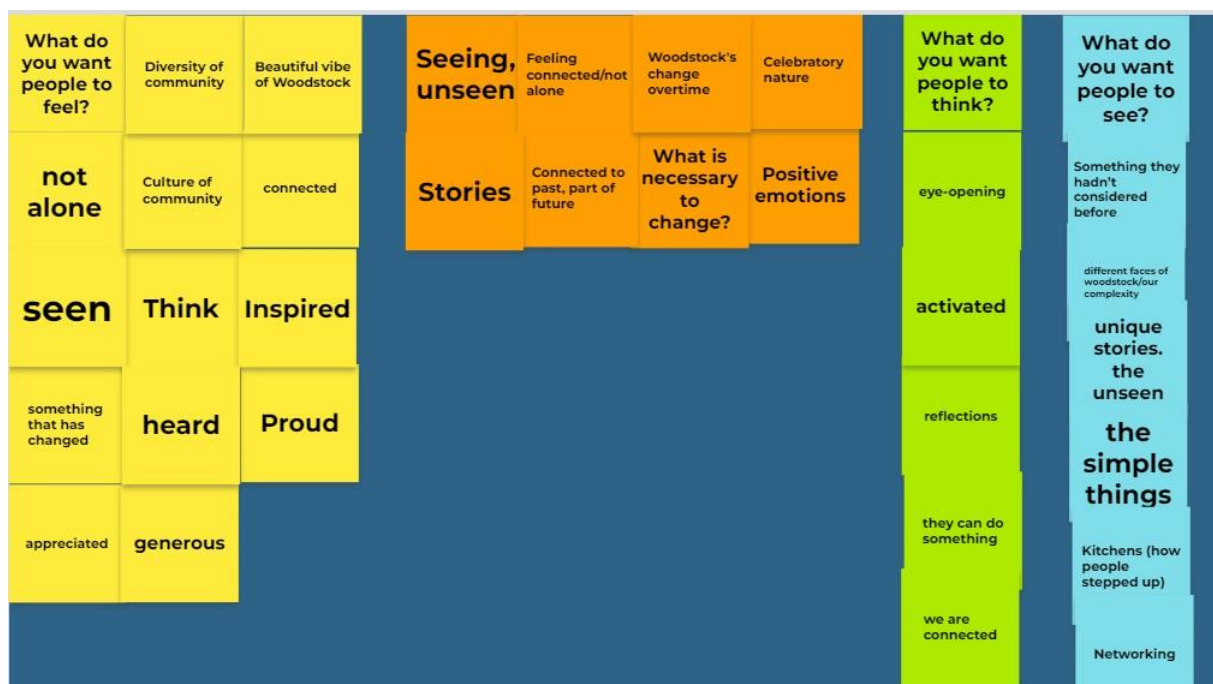 What do
you want
people to
feel?
Diversity of
community
Beautiful vibe
of Woodstock
not
alone
Culture of
community
connected
seen
Think
Inspired
something
that has
changed
heard
Proud
appreciated
generous
Seeing,
unseen
Feeling
connected/not
alone
Woodstock's
change
overtime
Celebratory
nature
Stories
Connected to
past, part of
future
What is
necessary
to
change?
Positive
emotions
What do
you want
people to
think?
eye-opening
activated
reflections
they can do
something
we are
connected
What do
you want
people to
see?
Something they
hadn't
considered
before
different faces of
woodstock/our
complexity
unique
stories.
the
unseen
the
simple
things
Kitchens (how
people
stepped up)
Networking